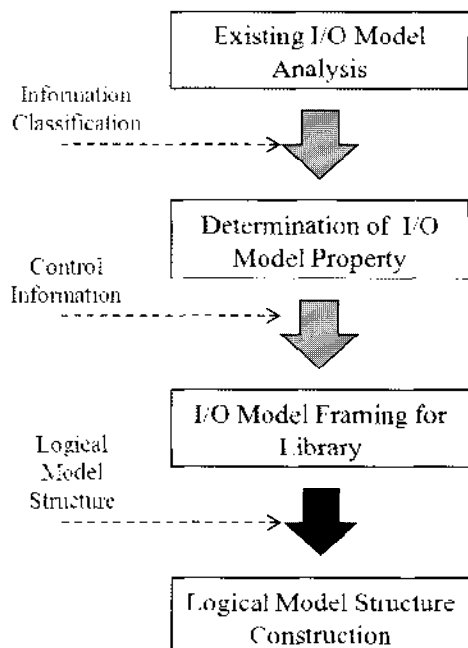 Existing I/O Model
Analysis
Information
Classification
Determination of I/O
Model Property
Control
Information
I/O Model Framing for
Library
Logical
Model
Structure
Logical Model Structure
Construction